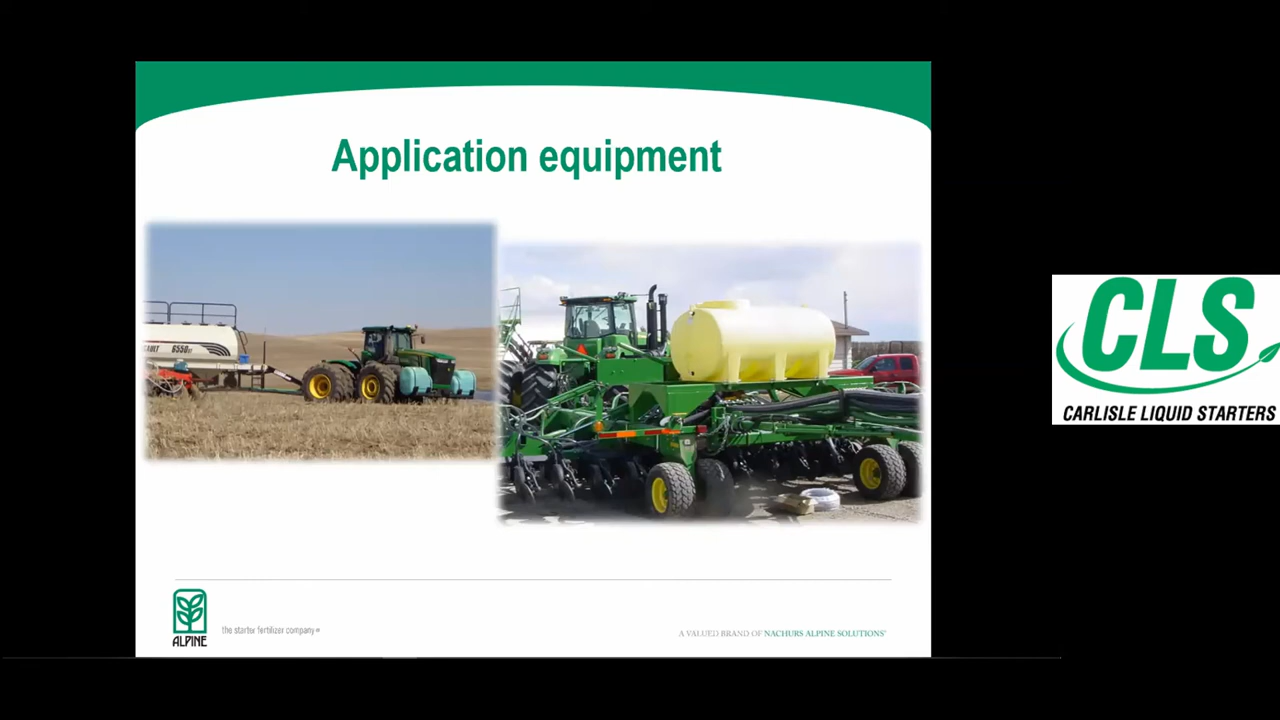 Application equipment
6550
CLS
CARLISLE LIQUID STARTERS
ALPINE
the starter fertilizer company
A VALUED BRAND OF NACHURS ALPINE SOLUTIONS